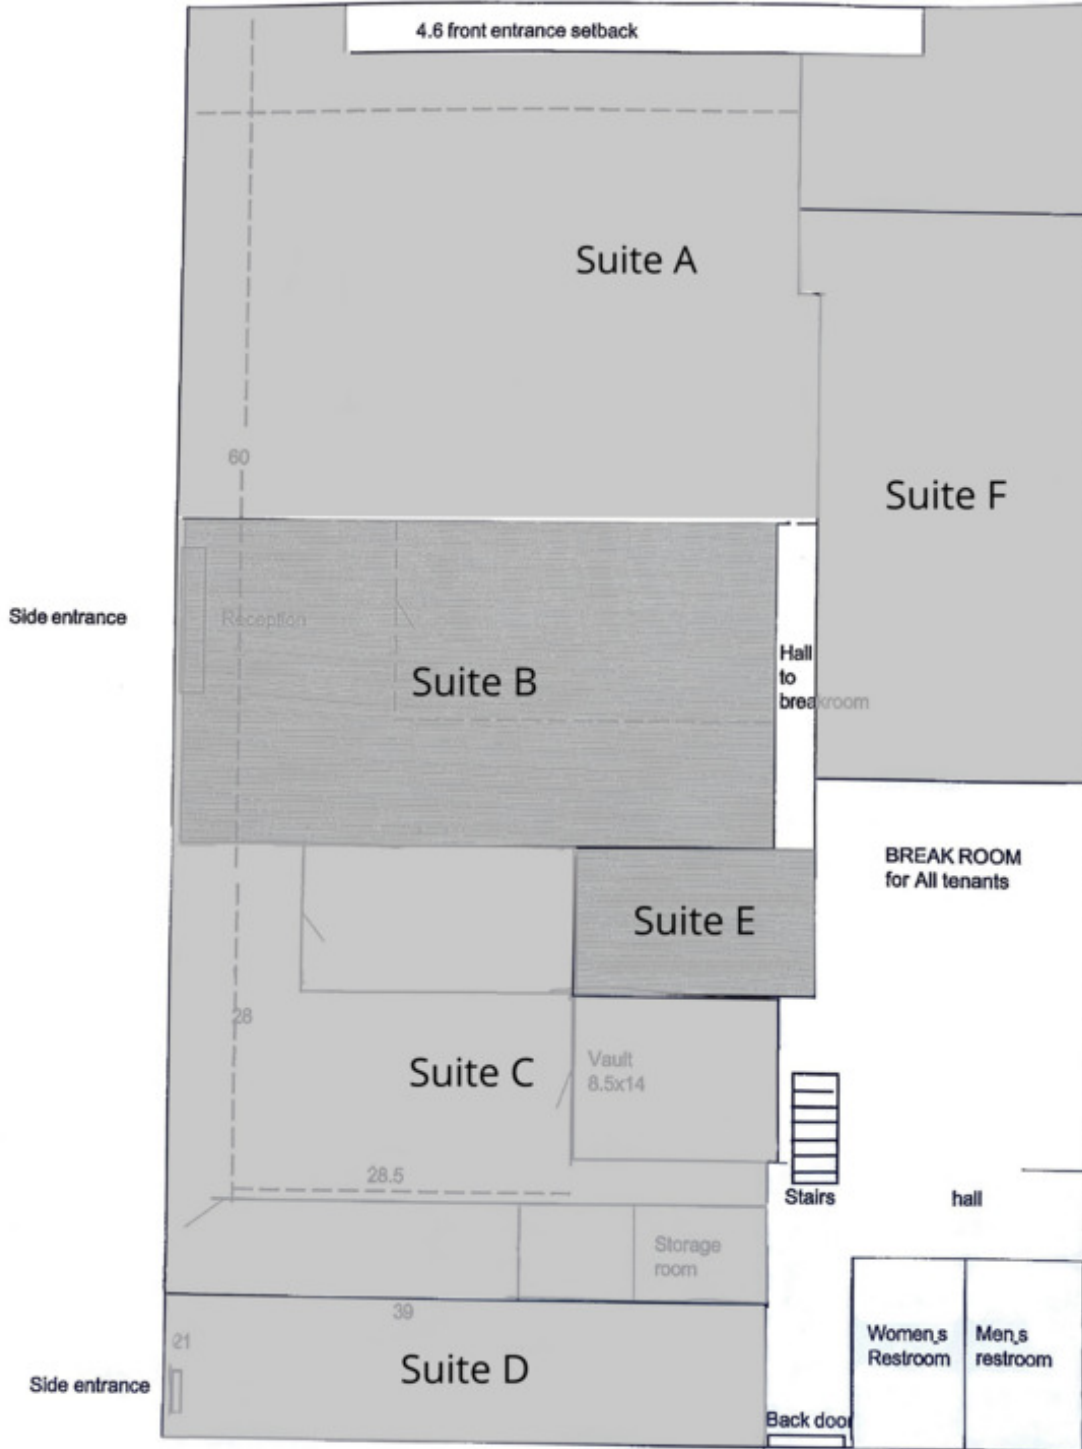 4.6 front entrance setback
Suite A
60
Suite F
Side entrance
Reception
Suite B
Hall
to
breakroom
BREAK ROOM
for All tenants
Suite E
28
Suite C
Vault
8.5x14
28.5
Stairs
hall
Storage
room
39
21
Suite D
Women,s
Restroom
Men,s
restroom
Side entrance
Back door